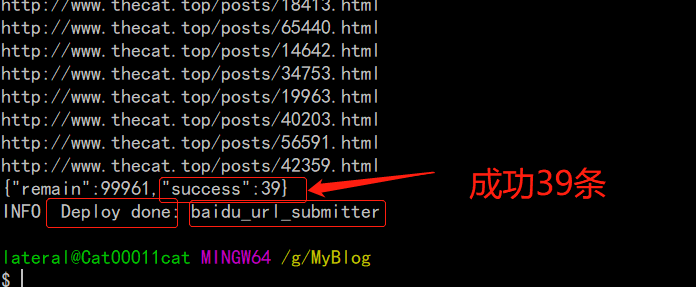 http://www.thecat.top/posts/18413.html
http://www.thecat.top/posts/65440.html
http://www.thecat.top/posts/14642.html
http://www.thecat.top/posts/34753.html
http://www.thecat.top/posts/19963.html
http://www.thecat.top/posts/40203.html
http://www.thecat.top/posts/56591.html
http://www.thecat.top/posts/42359.html
{"remain":99961,"success":39}
成功39条
INFO  Deploy done: baidu_url_submitter
lateral@Cat00011cat MINGW64 /g/MyBlog
$